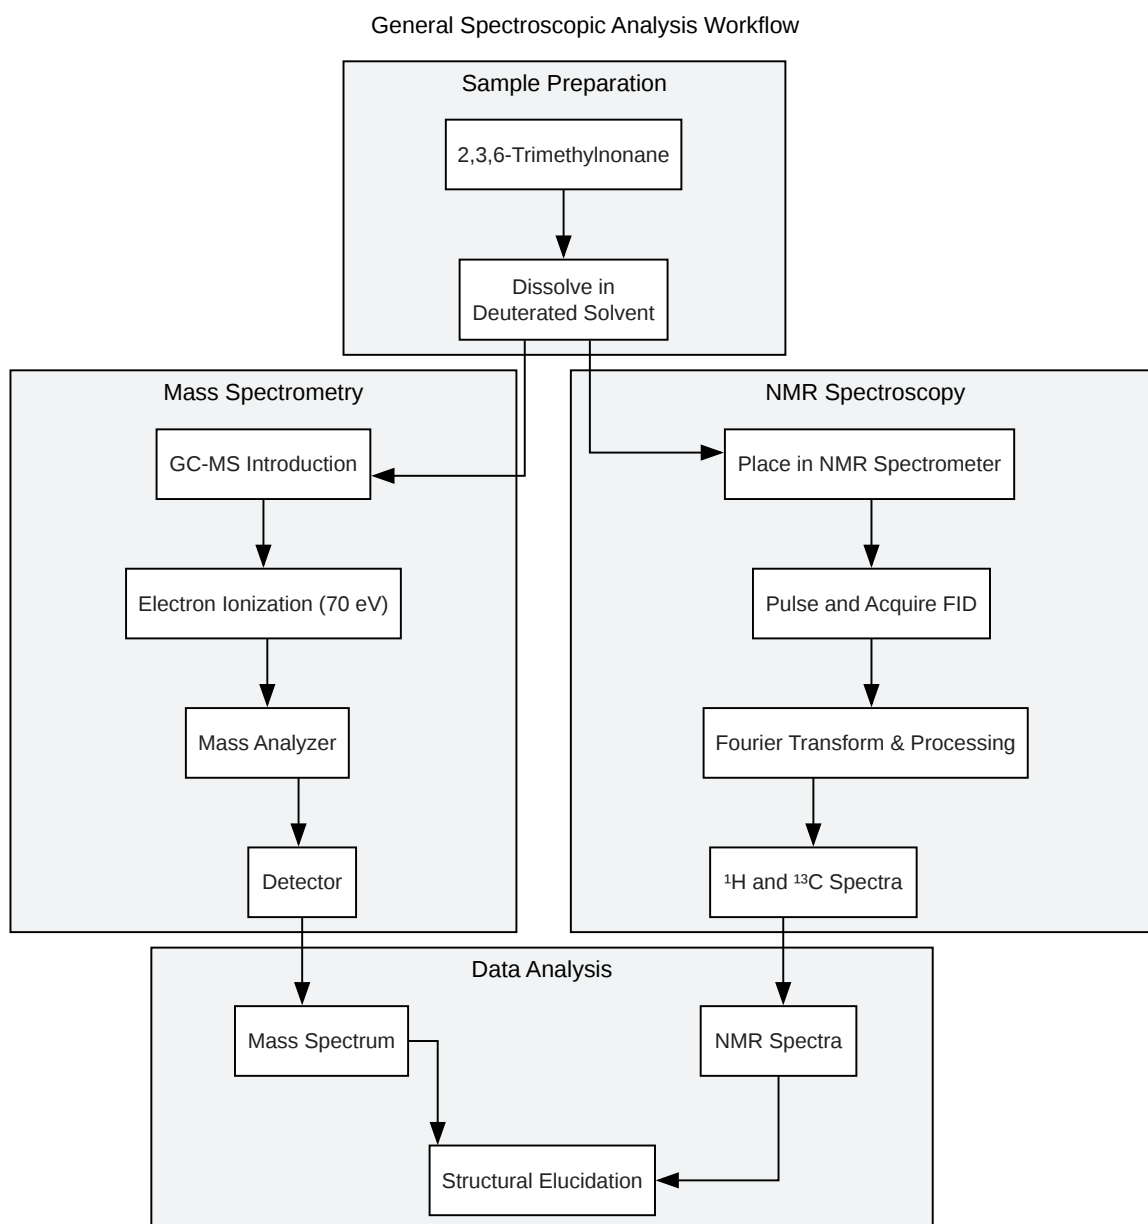 General Spectroscopic Analysis Workflow
Sample Preparation
2,3,6-Trimethylnonane
Dissolve in
Deuterated Solvent
Mass Spectrometry
GC-MS Introduction
Electron Ionization (70 eV)
Mass Analyzer
Detector
NMR Spectroscopy
Place in NMR Spectrometer
Pulse and Acquire FID
Fourier Transform & Processing
¹H and ¹³C Spectra
Data Analysis
Mass Spectrum
NMR Spectra
Structural Elucidation